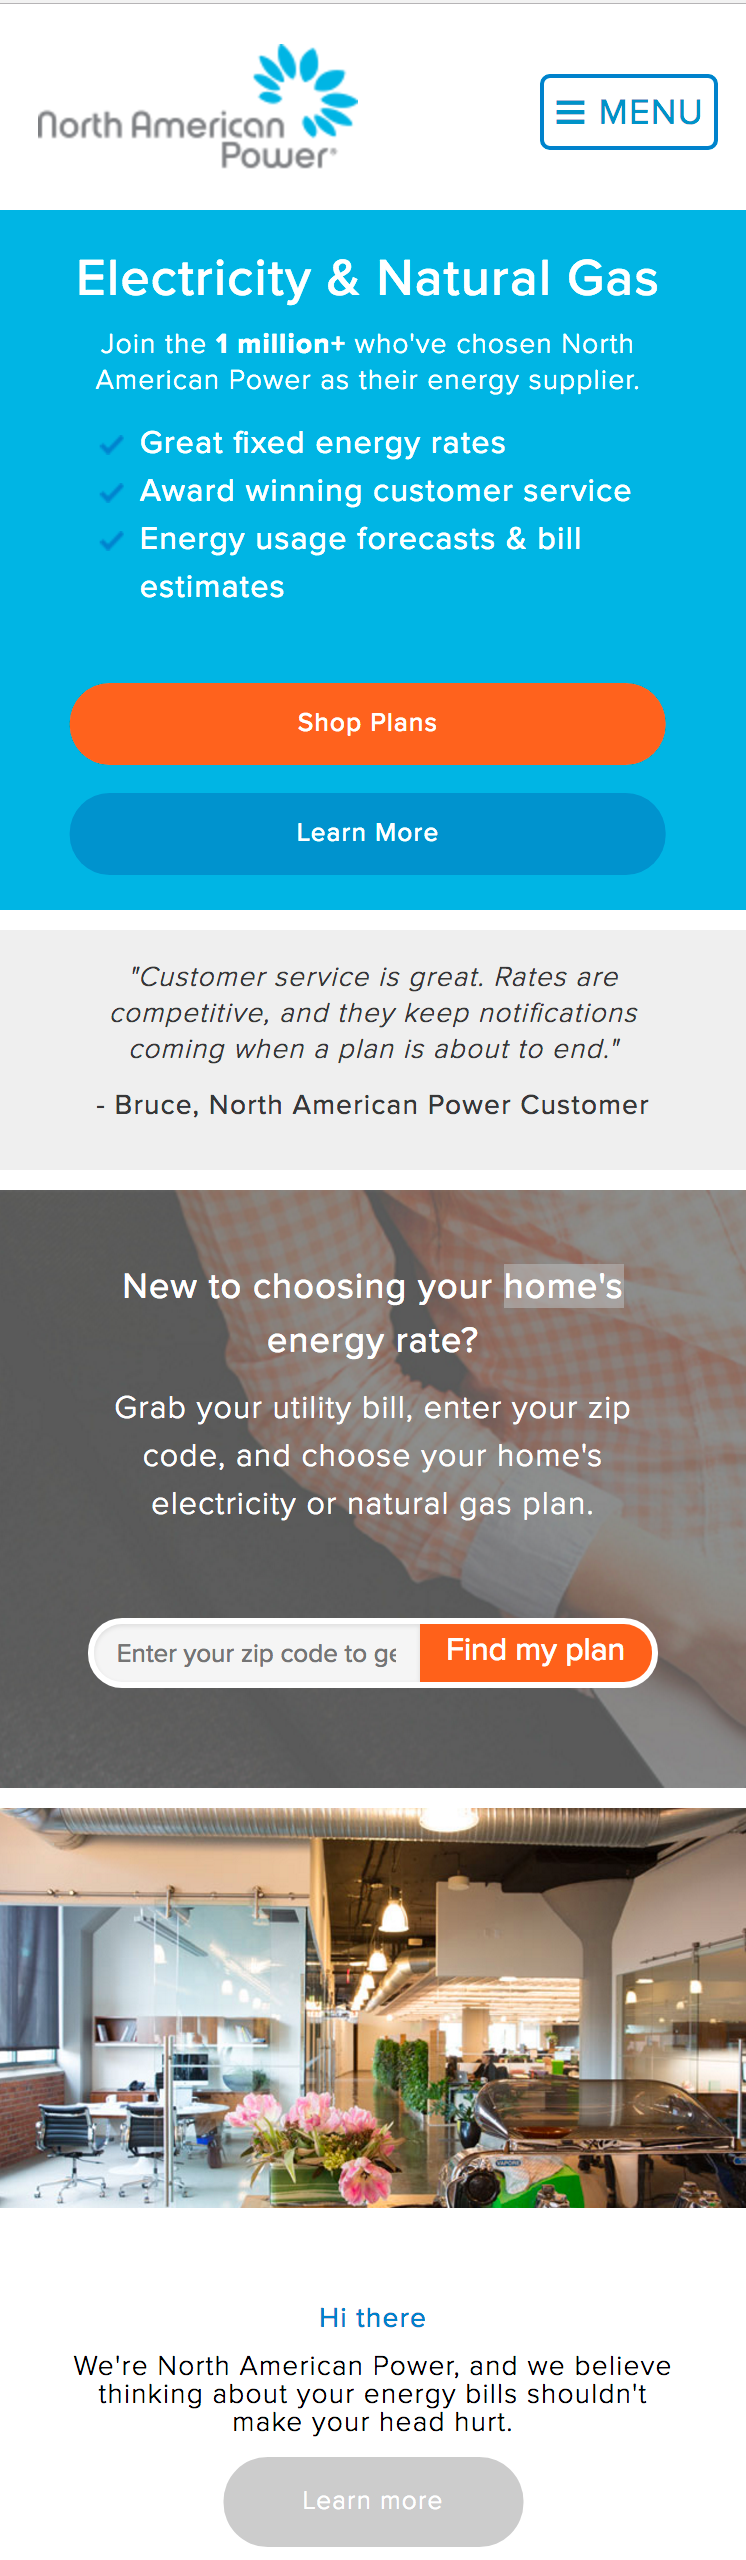 North American
Power
MENU
Electricity & Natural Gas
Join the 1 million+ who've chosen North
American Power as their energy supplier.
Great fixed energy rates
Award winning customer service
Energy usage forecasts & bill
estimates
Shop Plans
Learn More
"Customer service is great. Rates are
competitive, and they keep notifications
coming when a plan is about to end."
- Bruce, North American Power Customer
New to choosing your home's
energy rate?
Grab your utility bill, enter your zip
code, and choose your home's
electricity or natural gas plan.
Enter your zip code to ge
Find my plan
Hi there
We're North American Power, and we believe
thinking about your energy bills shouldn't
make your head hurt.
Learn more